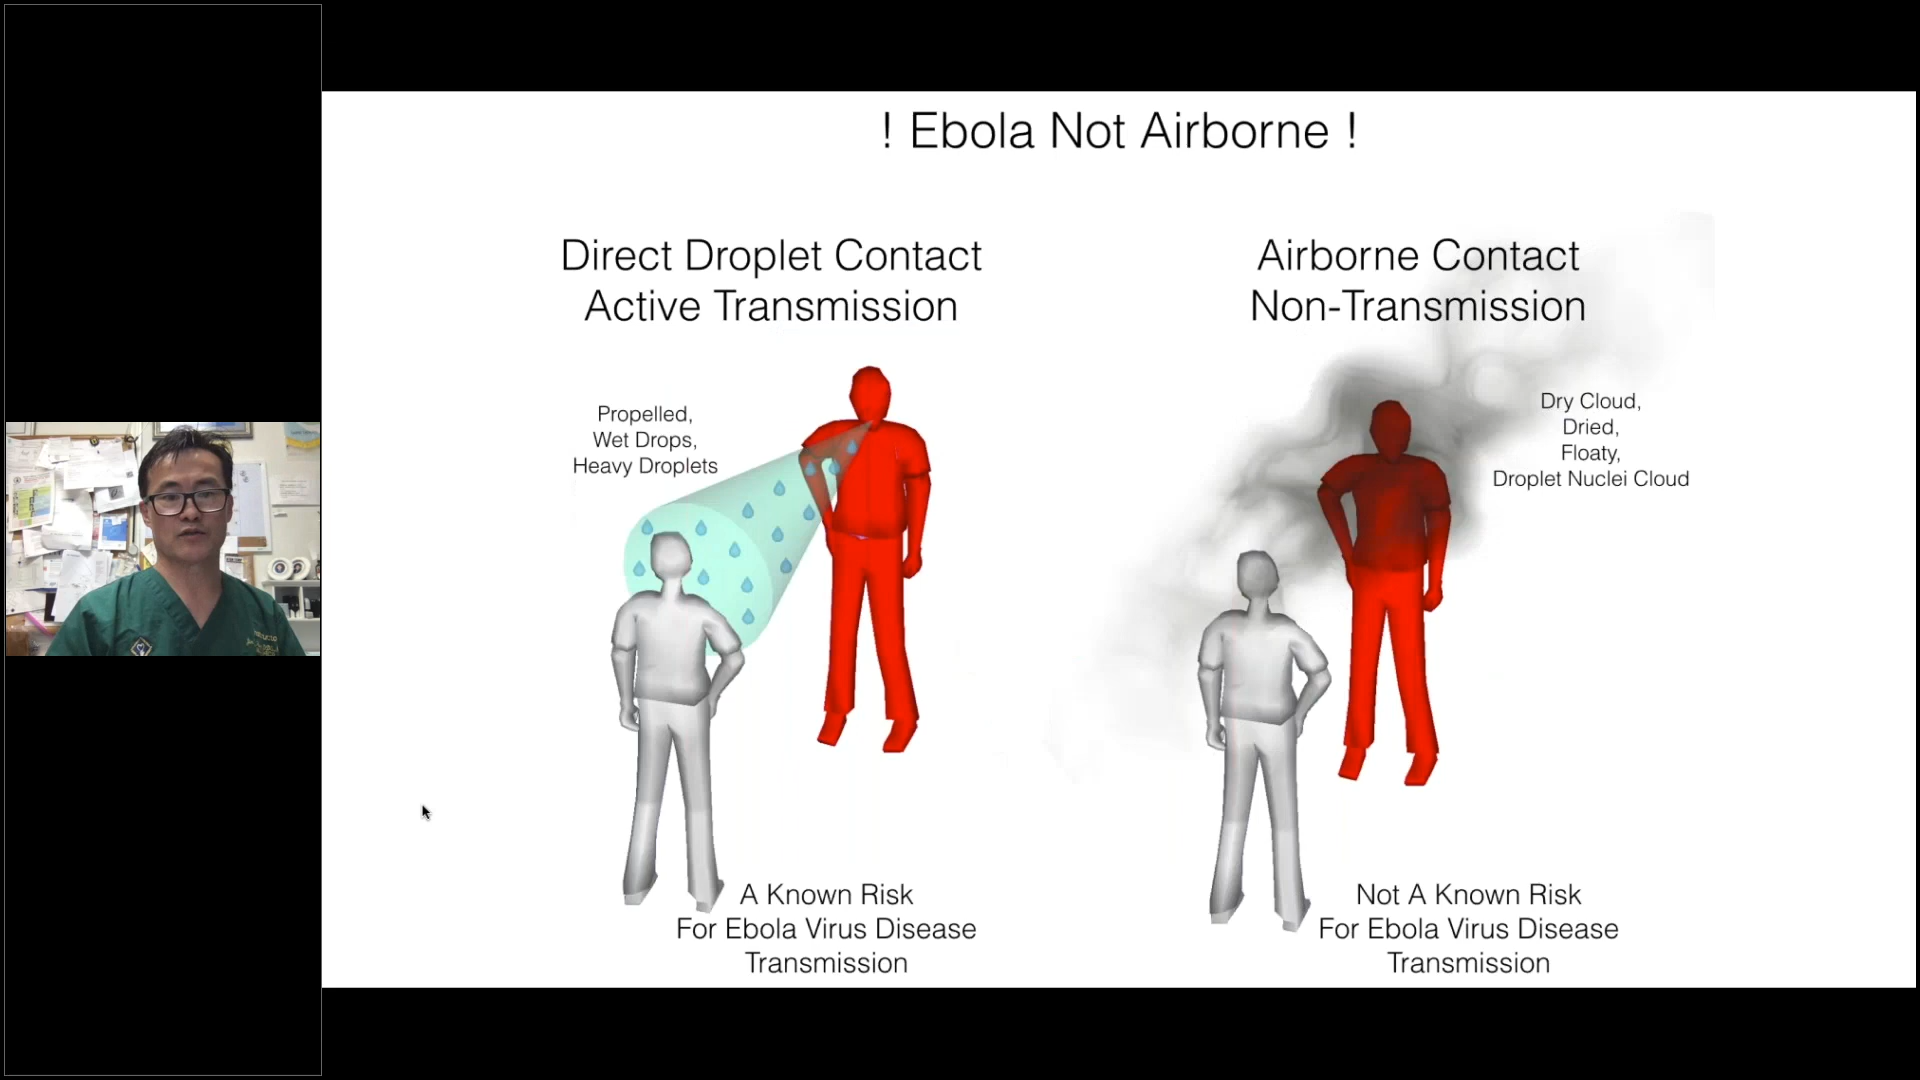 ! Ebola Not Airborne !
Direct Droplet Contact
Active Transmission
Propelled,
Wet Drops,
Heavy Droplets
A Known Risk
For Ebola Virus Disease
Transmission
Airborne Contact
Non-Transmission
Dry Cloud,
Dried,
Floaty,
Droplet Nuclei Cloud
Not A Known Risk
For Ebola Virus Disease
Transmission